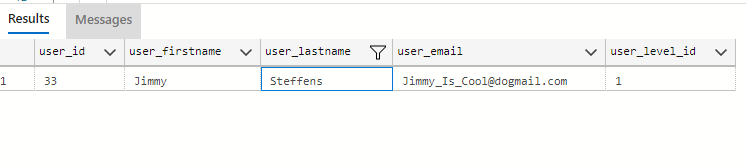 Results Messages
user_id user_firstname user_lastname user_email user_level_id
1 33 Jimmy Steffens Jimmy_Is_Cool@dogmail.com 1